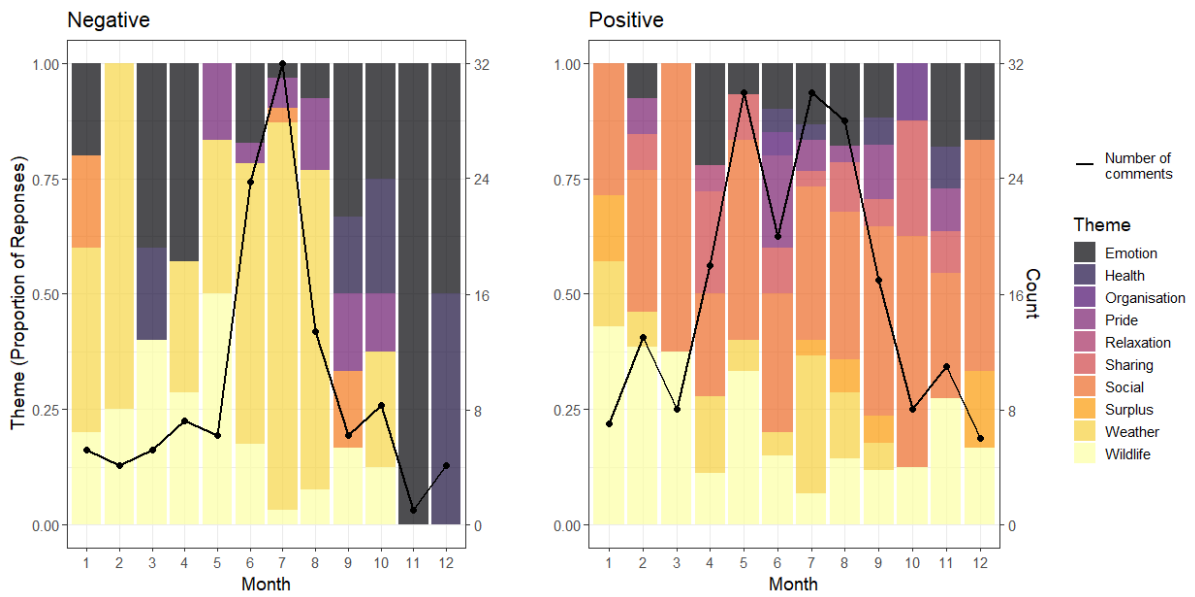 Negative
Positive
Theme (Proportion of Reponses)
1.00
0.75
0.50
0.25
0.00
32
24
16
8
0
1 2 3 4 5 6 7 8 9 10 11 12
Month
1.00
0.75
0.50
0.25
0.00
32
24
16
8
0
Count
1 2 3 4 5 6 7 8 9 10 11 12
Month
Number of
comments
Theme
Emotion
Health
Organisation
Pride
Relaxation
Sharing
Social
Surplus
Weather
Wildlife